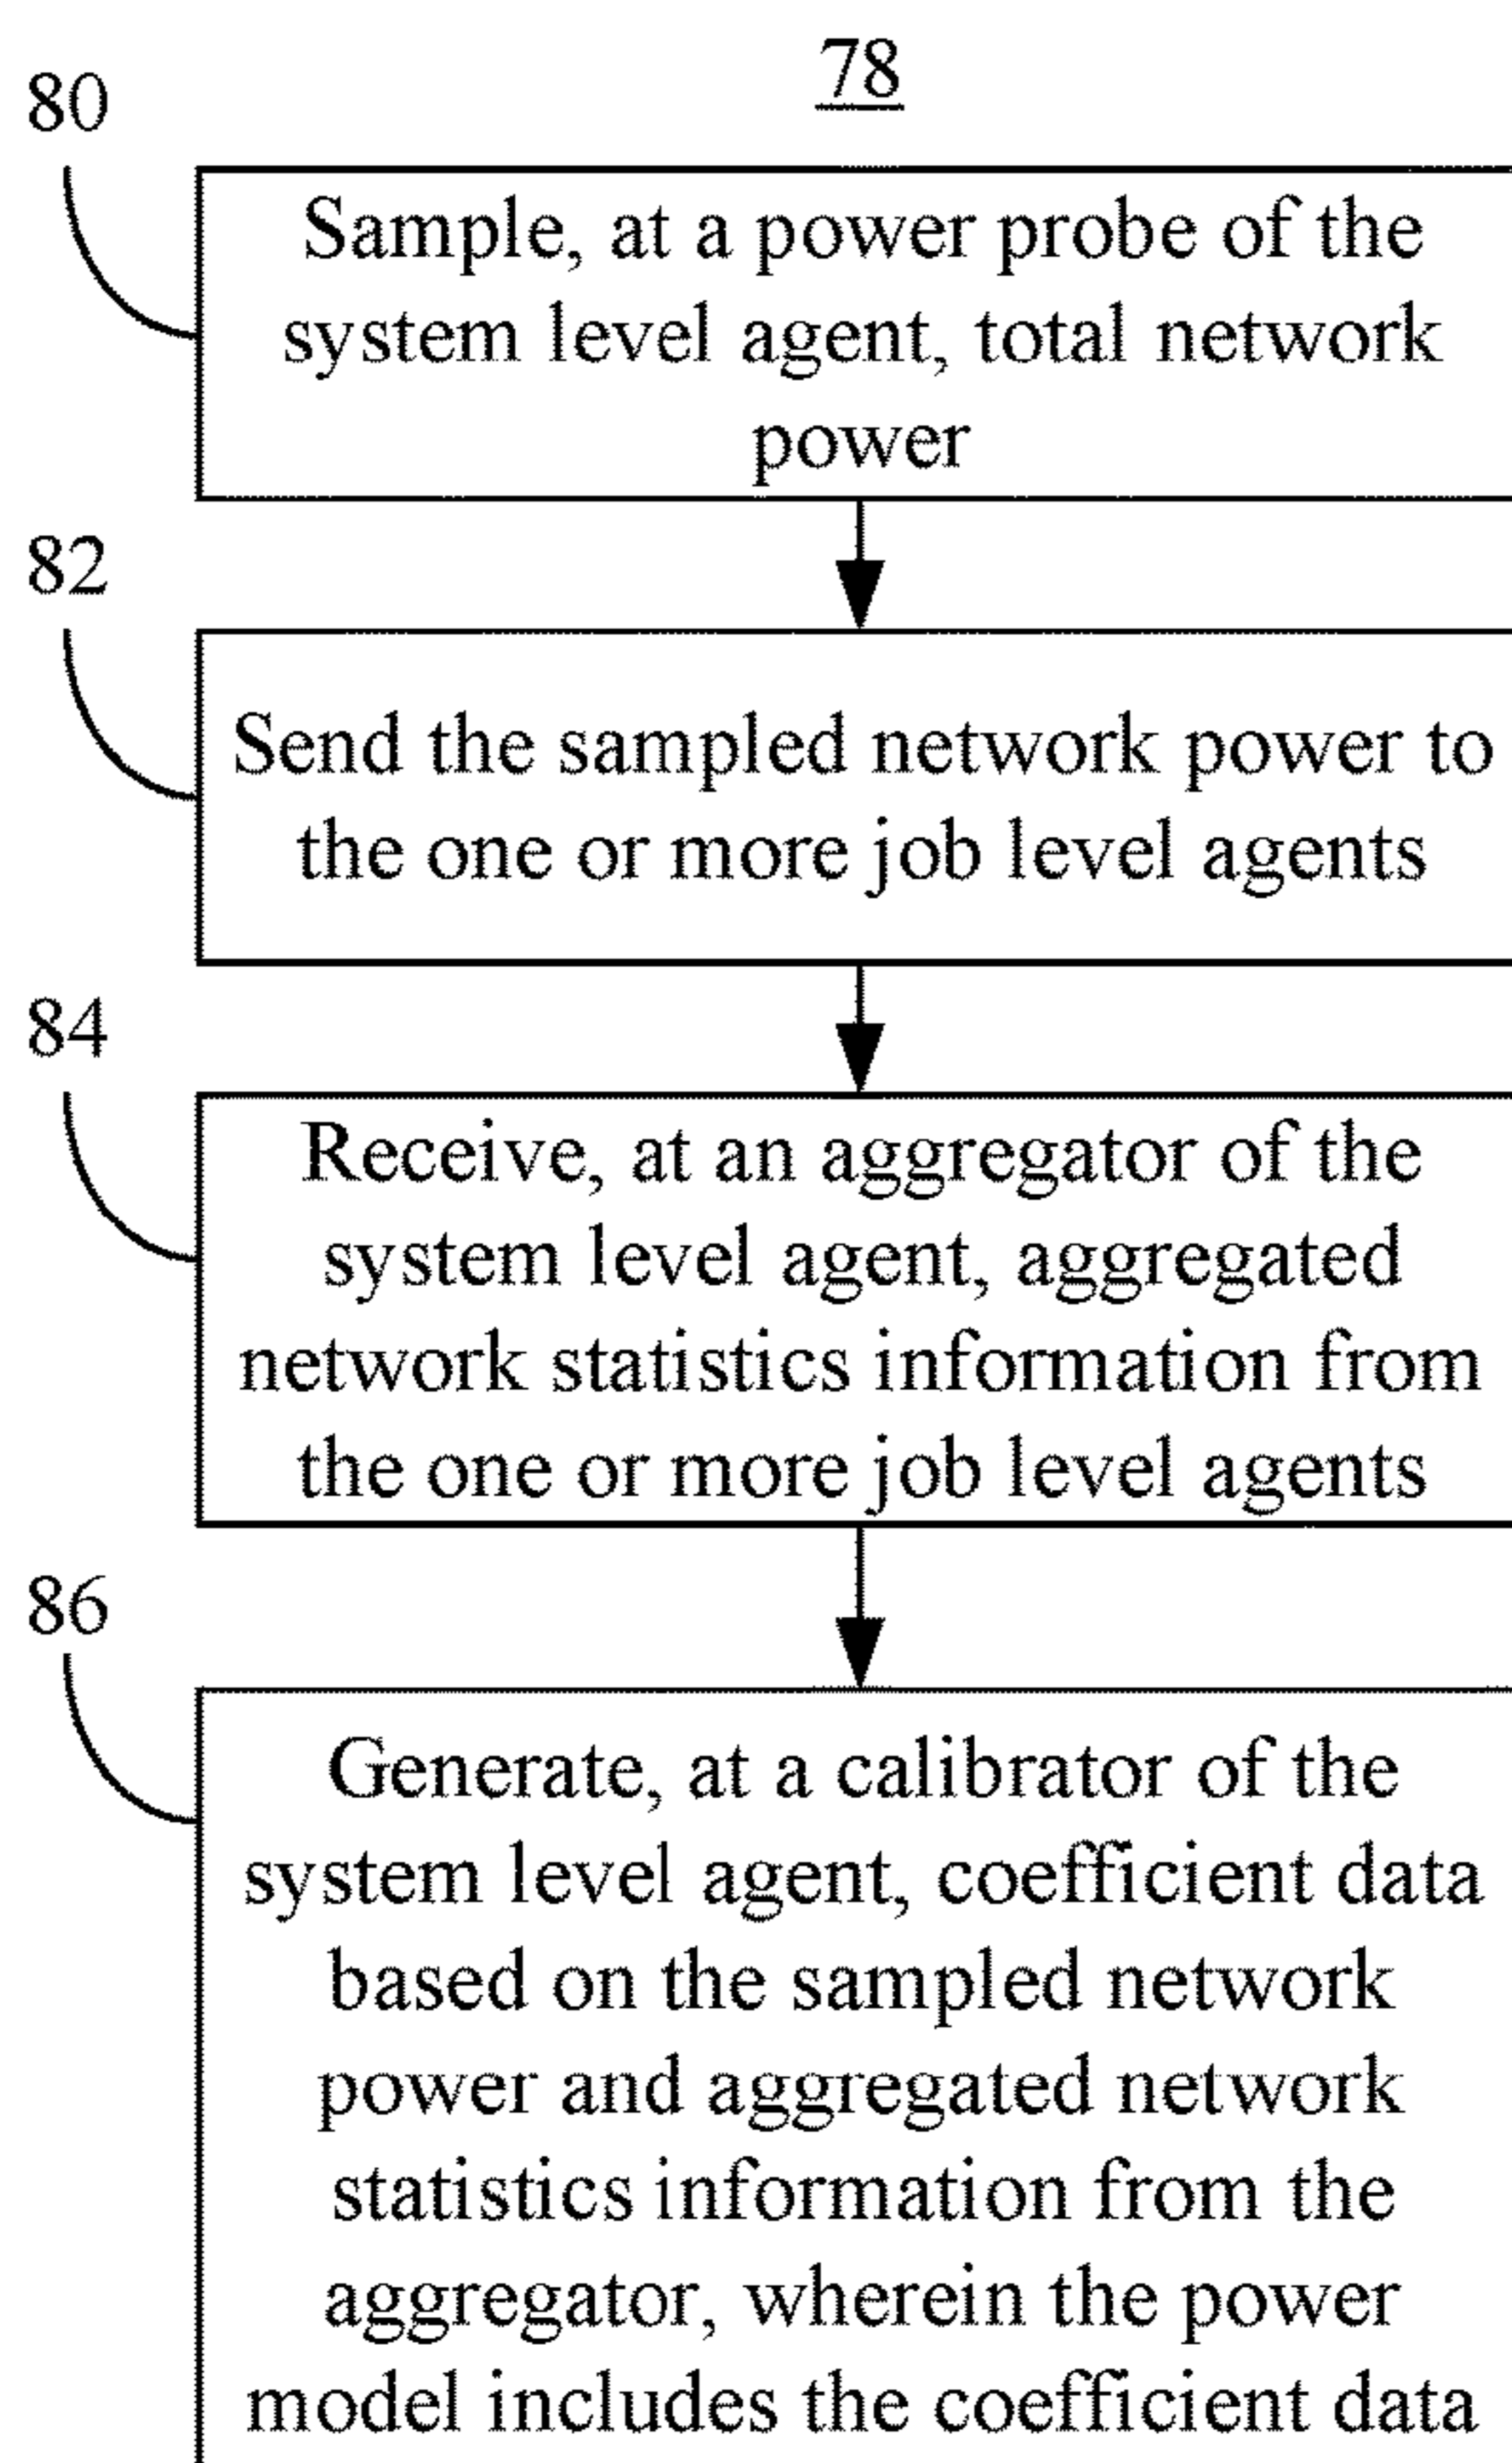 78
80
Sample, at a power probe of the
system level agent, total network
power
82
Send the sampled network power to
the one or more job level agents
84
Receive, at an aggregator of the
system level agent, aggregated
network statistics information from
the one or more job level agents
86
Generate, at a calibrator of the
system level agent, coefficient data
based on the sampled network
power and aggregated network
statistics information from the
aggregator, wherein the power
model includes the coefficient data